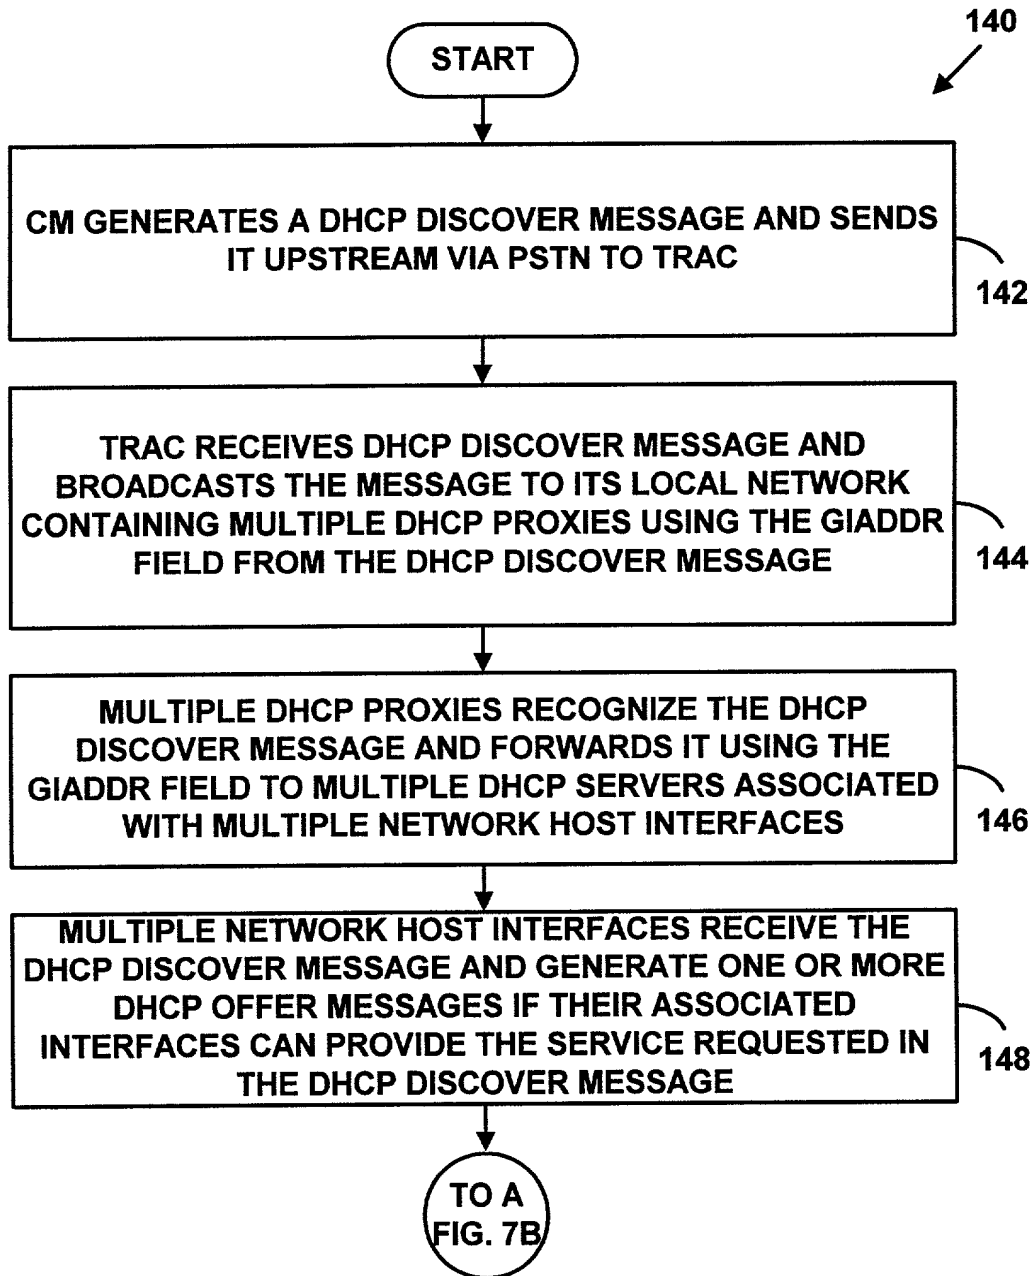 140
START
CM GENERATES A DHCP DISCOVER MESSAGE AND SENDS
IT UPSTREAM VIA PSTN TO TRAC
142
TRAC RECEIVES DHCP DISCOVER MESSAGE AND
BROADCASTS THE MESSAGE TO ITS LOCAL NETWORK
CONTAINING MULTIPLE DHCP PROXIES USING THE GIADDR
FIELD FROM THE DHCP DISCOVER MESSAGE
144
MULTIPLE DHCP PROXIES RECOGNIZE THE DHCP
DISCOVER MESSAGE AND FORWARDS IT USING THE
GIADDR FIELD TO MULTIPLE DHCP SERVERS ASSOCIATED
WITH MULTIPLE NETWORK HOST INTERFACES
146
MULTIPLE NETWORK HOST INTERFACES RECEIVE THE
DHCP DISCOVER MESSAGE AND GENERATE ONE OR MORE
DHCP OFFER MESSAGES IF THEIR ASSOCIATED
INTERFACES CAN PROVIDE THE SERVICE REQUESTED IN
THE DHCP DISCOVER MESSAGE
148
TO A
FIG. 7B